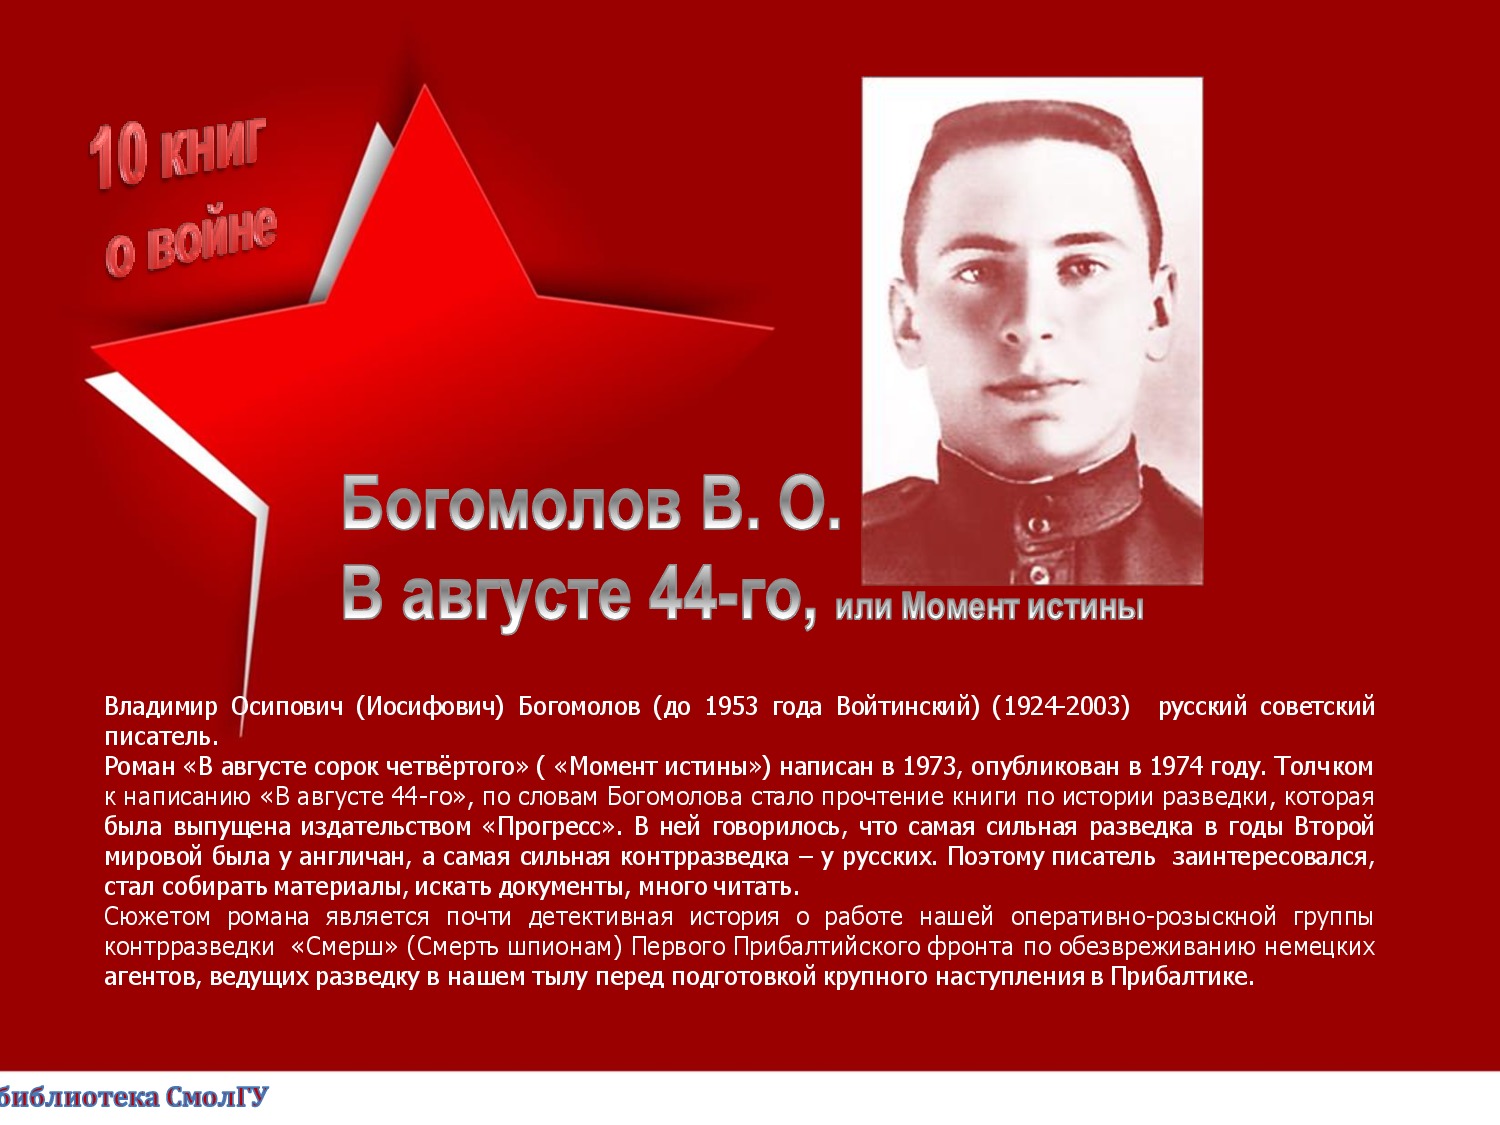 10 книг
о войне
Богомолов В. О.
В августе 44-го, или Момент истины
Владимир Осипович (Иосифович) Богомолов (до 1953 года Войтинский) (1924-2003) русский советский
писатель.
Роман «В августе сорок четвёртого» ( «Момент истины») написан в 1973, опубликован в 1974 году. Толчком
к написанию «В августе 44-го», по словам Богомолова стало прочтение книги по истории разведки, которая
была выпущена издательством «Прогресс». В ней говорилось, что самая сильная разведка в годы Второй
мировой была у англичан, а самая сильная контрразведка – у русских. Поэтому писатель заинтересовался,
стал собирать материалы, искать документы, много читать.
Сюжетом романа является почти детективная история о работе нашей оперативно-розыскной группы
контрразведки «Смерш» (Смерть шпионам) Первого Прибалтийского фронта по обезвреживанию немецких
агентов, ведущих разведку в нашем тылу перед подготовкой крупного наступления в Прибалтике.
библиотека СмолГУ